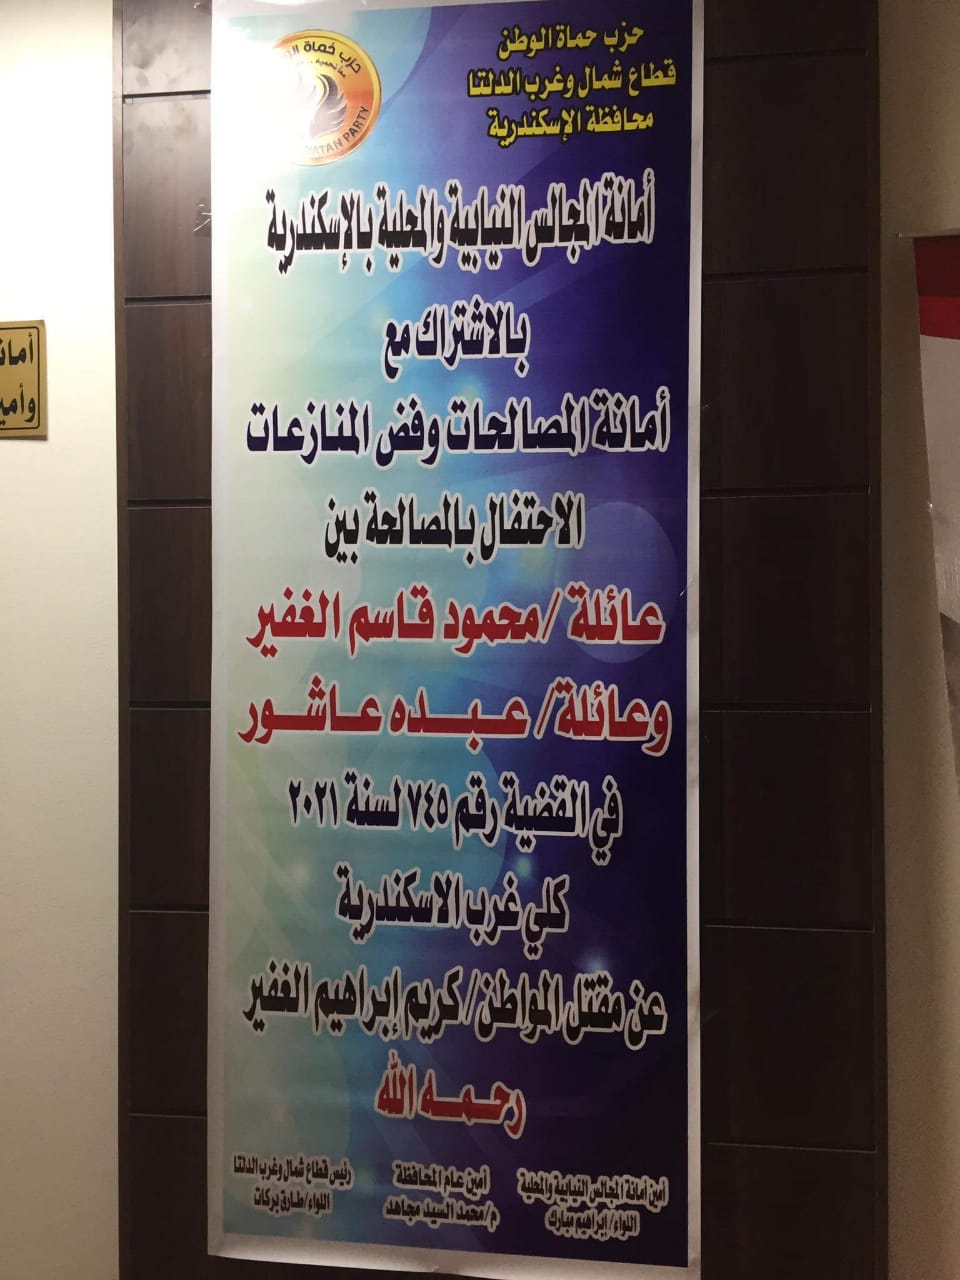 حزب حماة الوطن
قطاع شمال وغرب الدلتا
محافظة الإسكندرية
حزب حماة
PARTY
أمانة المجالس النيابية والمحلية بالإسكندرية
بالاشتراك مع
أمانة المصالحات وفض المنازعات
الاحتفال بالمصالحة بين
عائلة / محمود قاسم الغفير
وعائلة / عبده عاشور
في القضية رقم ٧٤٥ لسنة ٢٠٢١
كلي غرب الاسكندرية
عن مقتل المواطن / كريم إبراهيم الغفير
رحمه الله
أمين أمانة المجالس النيابية والمحلية
اللواء / إبراهيم مبارك
أمين عام المحافظة
م / محمد السيد مجاهد
رئيس قطاع شمال وغرب الدلتا
اللواء / طارق بركات